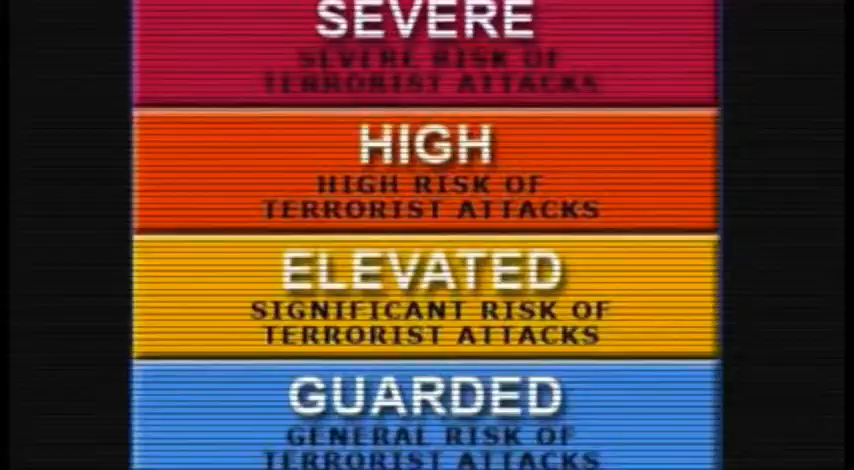 SEVERE
SEVERE RISK OF
TERRORIST ATTACKS
HIGH
HIGH RISK OF
TERRORIST ATTACKS
ELEVATED
SIGNIFICANT RISK OF
TERRORIST ATTACKS
GUARDED
GENERAL RISK OF
TERRORIST ATTACKS